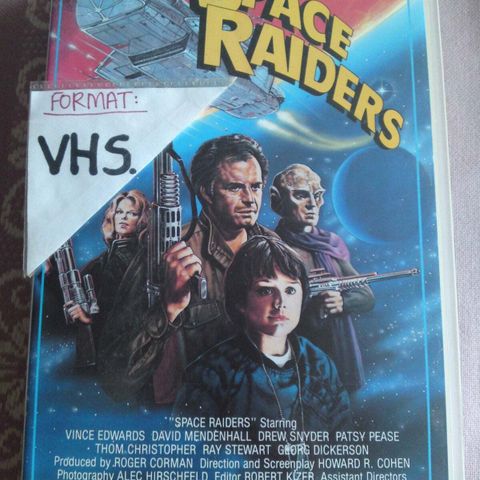 SPACE
RAIDERS
FORMAT:
VHS.
"SPACE RAIDERS" Starring
VINCE EDWARDS DAVID MENDENHALL DREW SNYDER PATSY PEASE
THOM CHRISTOPHER RAY STEWART GEORG DICKERSON
Produced by ROGER CORMAN Direction and Screenplay HOWARD R. COHEN
Photography ALEC HIRSCHFELD Editor ROBERT KIZER Assistant Directors